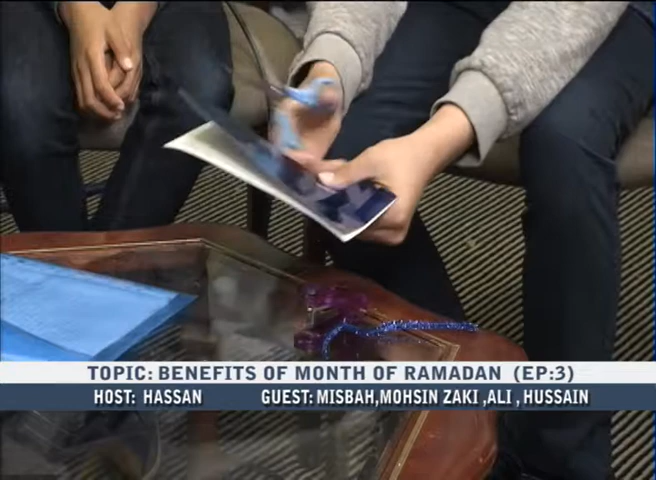 TOPIC:BENEFITS OF MONTH OF RAMADAN (EP:3)
HOST: HASSAN GUEST:MISBAH,MOHSIN ZAKI,ALI ,HUSSAIN